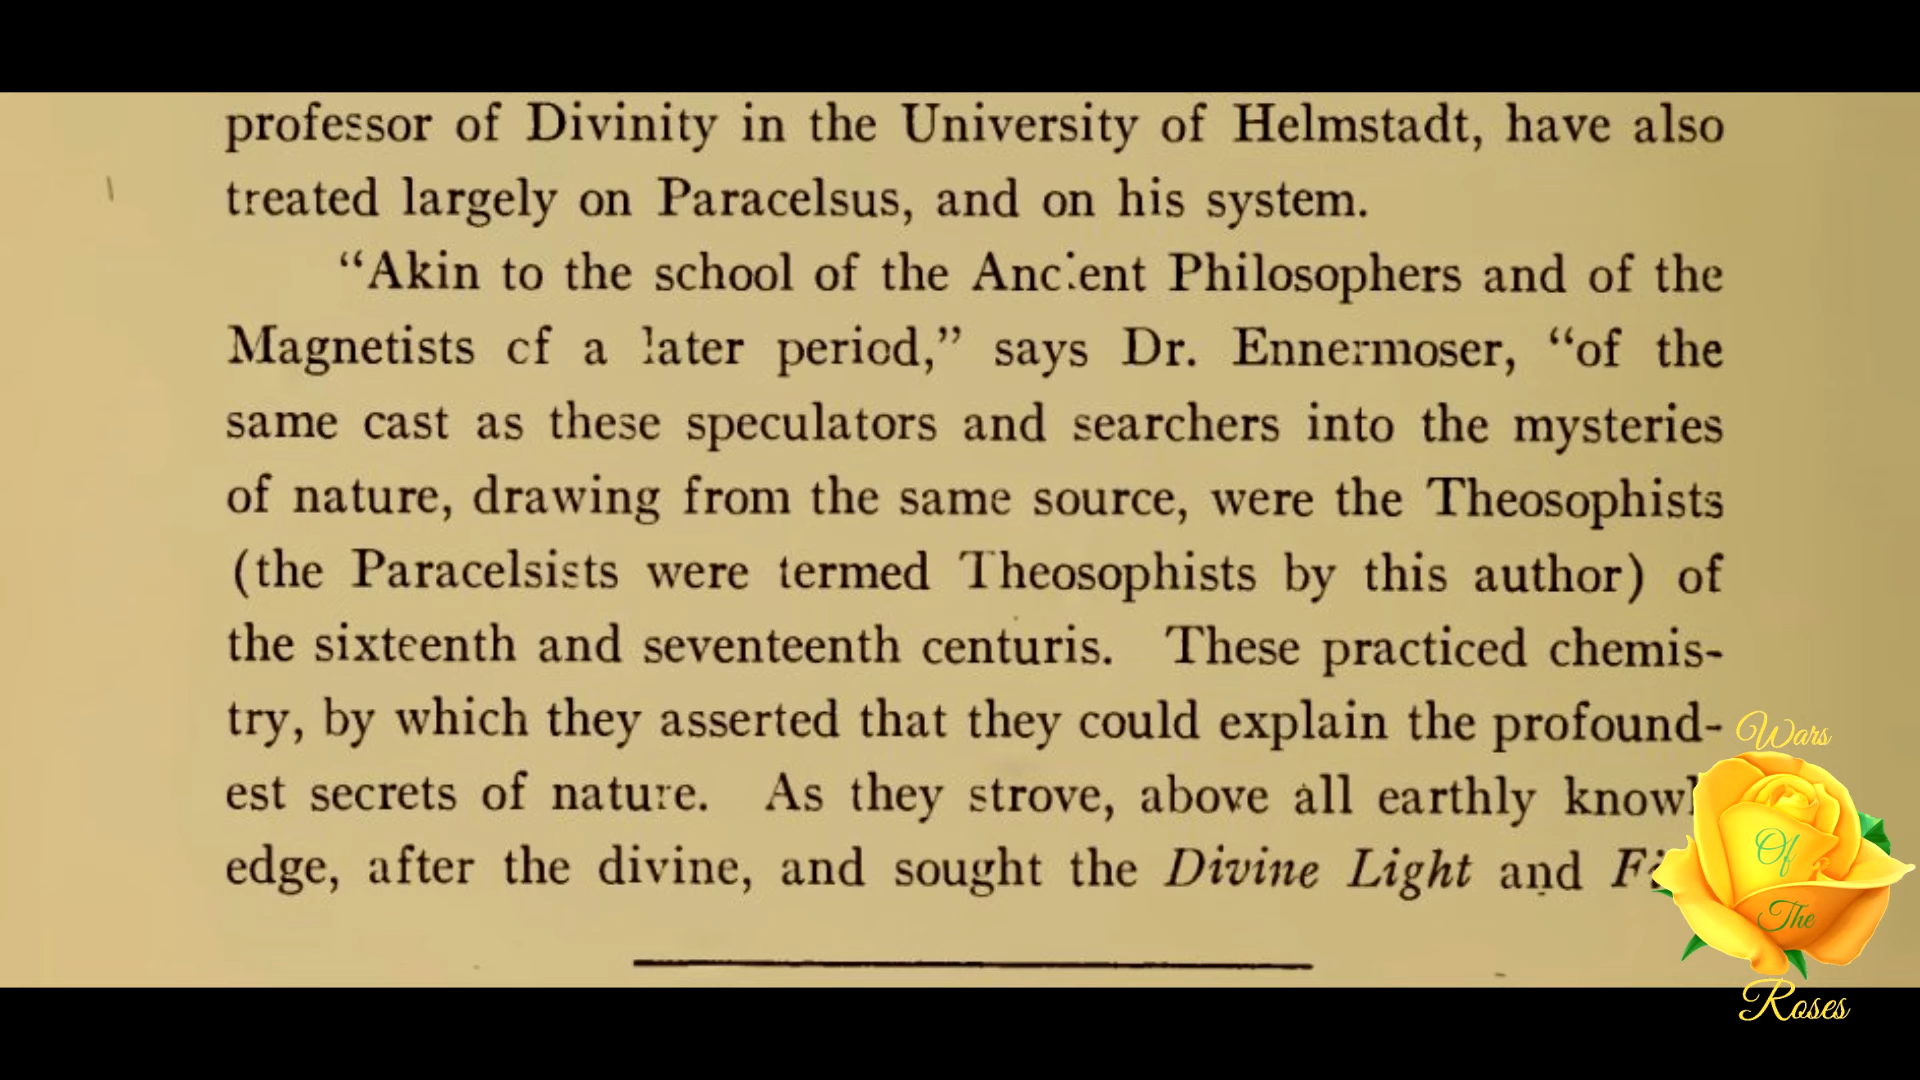 professor of Divinity in the University of Helmstadt, have also
treated largely on Paracelsus, and on his system.
“Akin to the school of the Ancient Philosophers and of the
Magnetists of a later period,” says Dr. Ennermoser, “of the
same cast as these speculators and searchers into the mysteries
of nature, drawing from the same source, were the Theosophists
(the Paracelsists were termed Theosophists by this author) of
the sixteenth and seventeenth centuris. These practiced chemis-
try, by which they asserted that they could explain the profound-
est secrets of nature. As they strove, above all earthly knowl
edge, after the divine, and sought the Divine Light and
Wars
Of
The
Roses